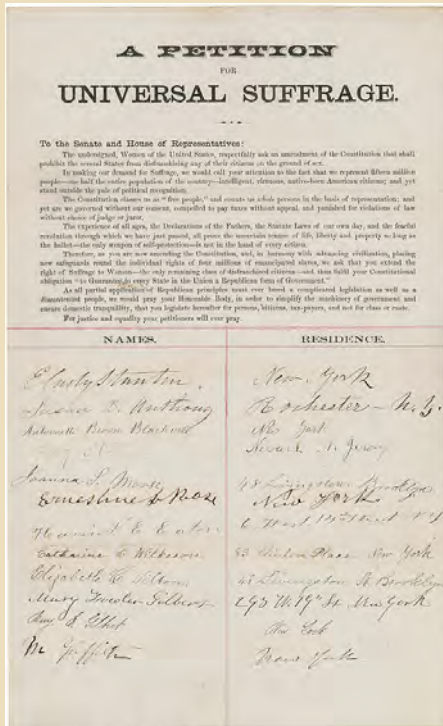 A PETITION
FOR
UNIVERSAL SUFFRAGE.
To the Senate and House of Representatives:
The undersigned, Women of the United States, respectfully ask an amendment of the Constitution that shall
prohibit the several States from disfranchising any of their citizens on the ground of sex.
In making our demand for Suffrage, we would call your attention to the fact that we represent fifteen million
people—one half the entire population of the country—intelligent, virtuous, native-born American citizens; and yet
stand outside the pale of political recognition.
The Constitution classes us as "free people," and counts us whole persons in the basis of representation; and
yet are we governed without our consent, compelled to pay taxes without appeal, and punished for violations of law
without choice of judge or juror.
The experience of all ages, the Declarations of the Fathers, the Statute Laws of our own day, and the fearful
revolution through which we have just passed, all prove the uncertain tenure of life, liberty and property so long as
the ballot—the only weapon of self-protection—is not in the hand of every citizen.
Therefore, as you are now amending the Constitution, and, in harmony with advancing civilization, placing
new safeguards round the individual rights of four millions of emancipated slaves, we ask that you extend the
right of Suffrage to Woman—the only remaining class of disfranchised citizens—and thus fulfil your Constitutional
obligation "to Guarantee to every State in the Union a Republican form of Government."
As all partial application of Republican principles must ever breed a complicated legislation as well as a
discontented people, we would pray your Honorable Body, in order to simplify the machinery of government and
ensure domestic tranquillity, that you legislate hereafter for persons, citizens, tax-payers, and not for class or caste.
For justice and equality your petitioners will ever pray.
NAMES. RESIDENCE.
E Cady Stanton New York
Susan B. Anthony Rochester - N.Y.
Antoinette Brown Blackwell New York
Newark N. Jersey
Joanna S. Morse 48 Livingston Brooklyn
Ernestine L Rose New York
Harriet E Eaton West 14th Street N.Y
Catharine C Wilkeson 83 Clinton Place New York
Elizabeth R Tilton 48 Livingston St. Brooklyn
Mary Fowler Gilbert 293 W. 19th St. New York
Gilbert New York
M Griffith New York